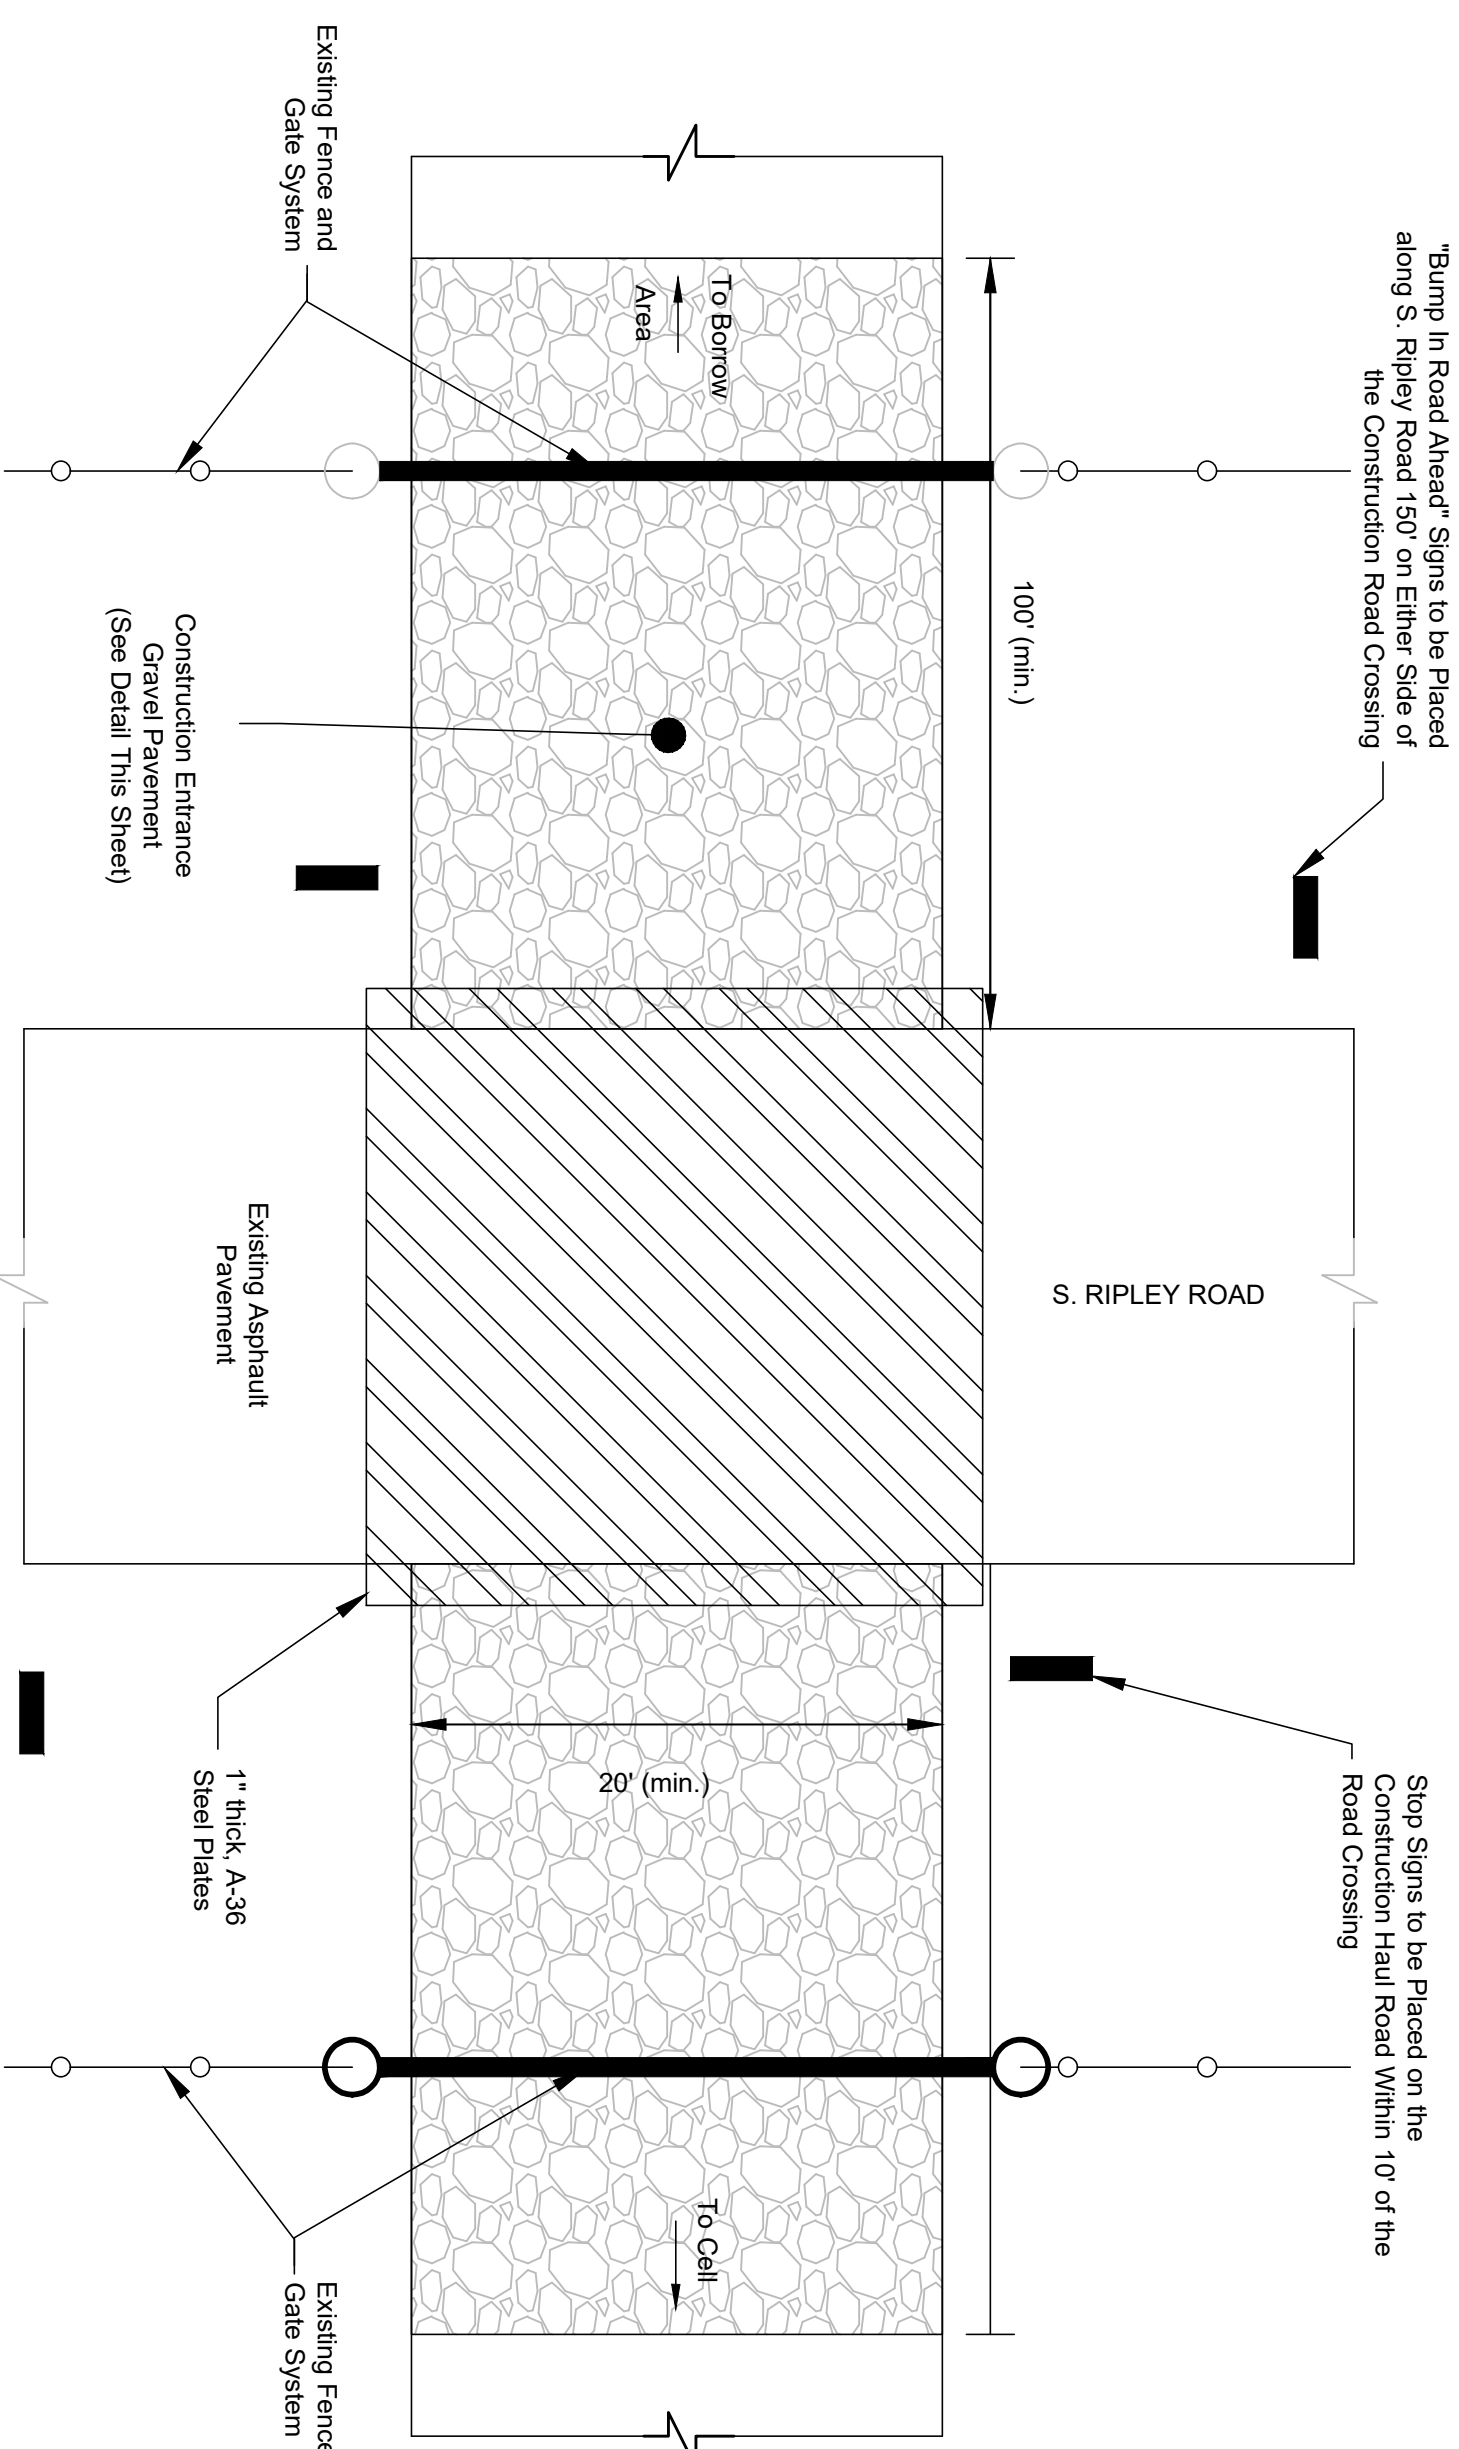 "Bump In Road Ahead" Signs to be Placed
along S. Ripley Road 150' on Either Side of
the Construction Road Crossing
Stop Signs to be Placed on the
Construction Haul Road Within 10' of the
Road Crossing
100' (min.)
S. RIPLEY ROAD
To Borrow
Area
20' (min.)
To Cell
Existing Fence and
Gate System
Construction Entrance
Gravel Pavement
(See Detail This Sheet)
Existing Asphault
Pavement
1" thick, A-36
Steel Plates
Existing Fence
Gate System